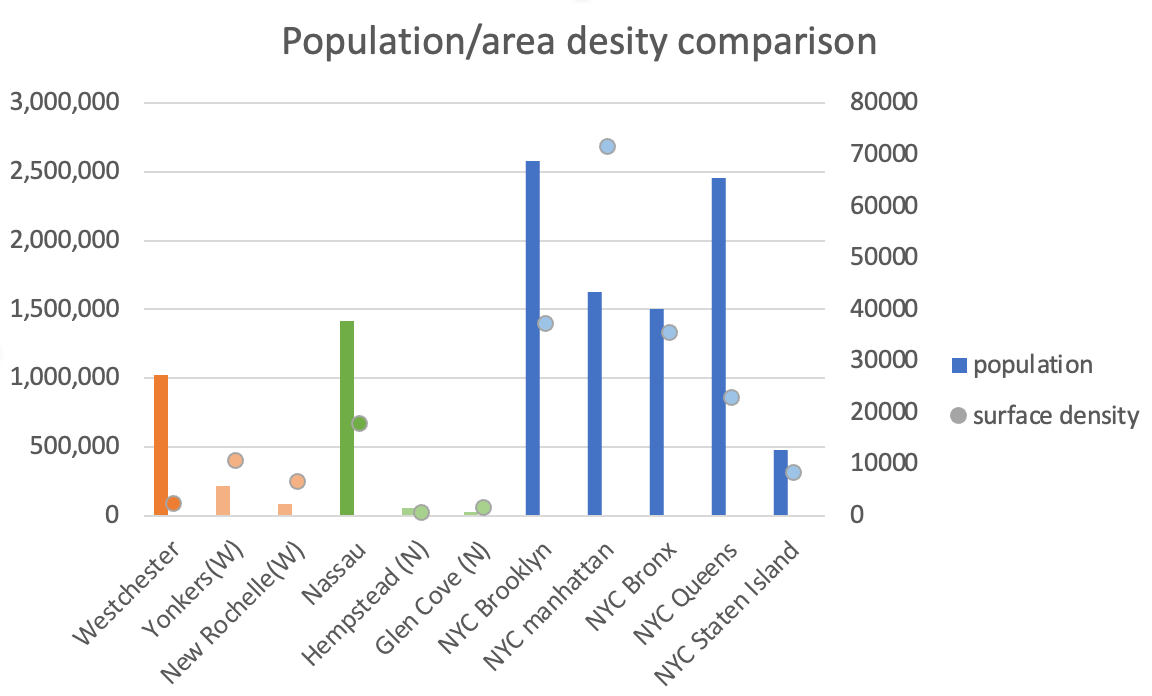 Population/area desity comparison
3,000,000
2,500,000
2,000,000
1,500,000
1,000,000
500,000
0
80000
70000
60000
50000
40000
30000
20000
10000
0
Westchester
Yonkers(W)
New Rochelle(W)
Nassau
Hempstead (N)
Glen Cove (N)
NYC Brooklyn
NYC manhattan
NYC Bronx
NYC Queens
NYC Staten Island
population
surface density